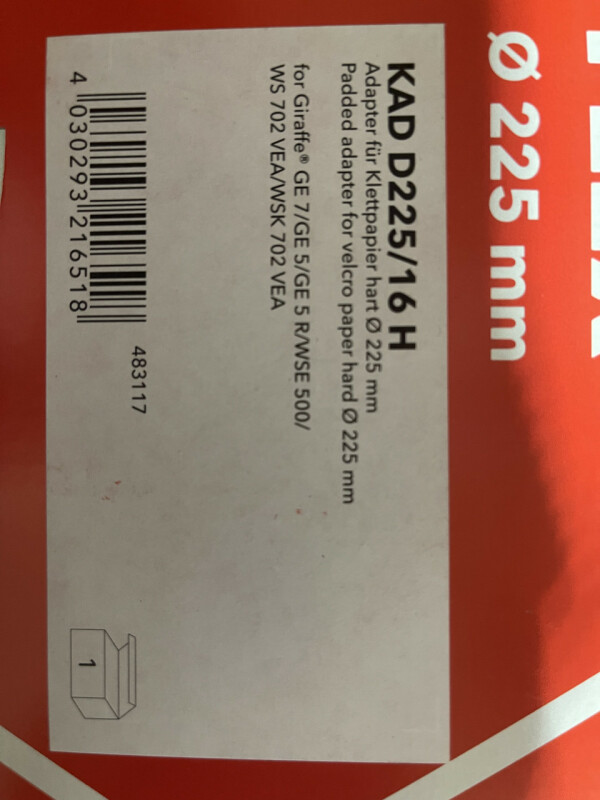 FLEX
Ø 225 mm
KAD D225/16 H
Adapter für Klettpapier hart Ø 225 mm
Padded adapter for velcro paper hard Ø 225 mm
for Giraffe® GE 7/GE 5/GE 5 R/WSE 500/
WS 702 VEA/WSK 702 VEA
483117
4 030293 216518
1